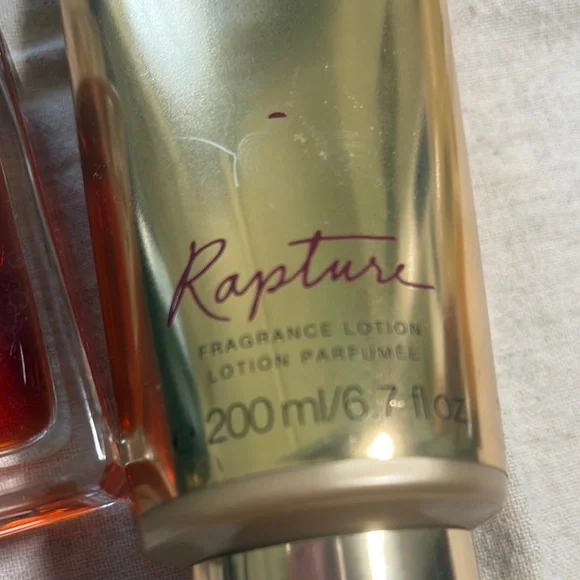 Rapture
FRAGRANCE LOTION
LOTION PARFUMÉE
200 ml/6.7 fl oz